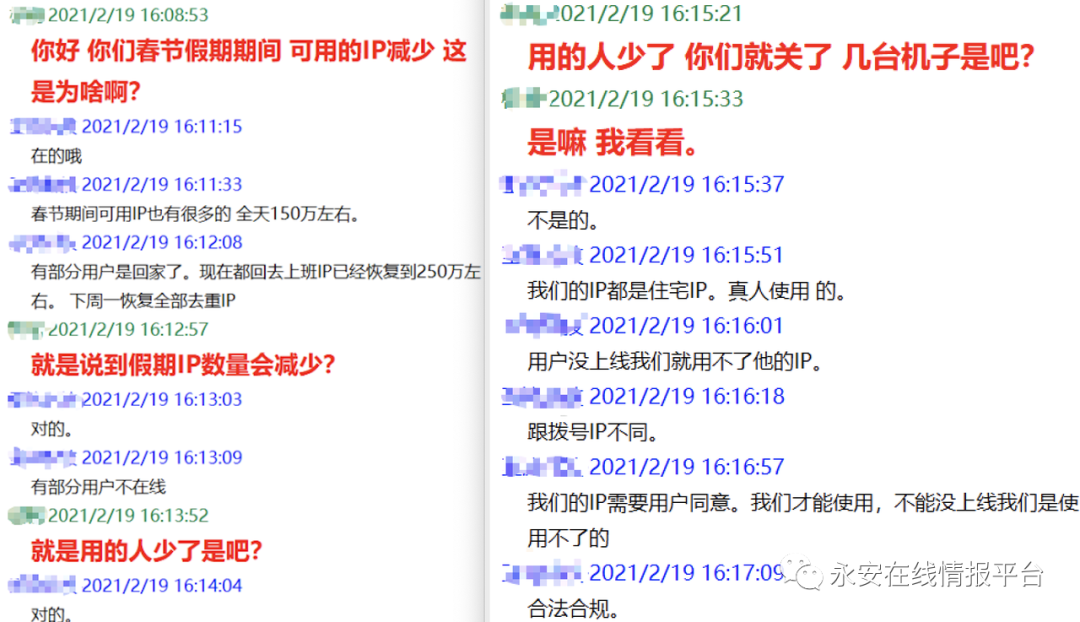 2021/2/19 16:08:53
你好 你们春节假期期间 可用的IP减少 这
是为啥啊？
2021/2/19 16:11:15
在的哦
2021/2/19 16:11:33
春节期间可用IP也有很多的 全天150万左右。
2021/2/19 16:12:08
有部分用户是回家了。现在都回去上班IP已经恢复到250万左
右。 下周一恢复全部去重IP
2021/2/19 16:12:57
就是说到假期IP数量会减少？
2021/2/19 16:13:03
对的。
2021/2/19 16:13:09
有部分用户不在线
2021/2/19 16:13:52
就是用的人少了是吧？
2021/2/19 16:14:04
对的。
2021/2/19 16:15:21
用的人少了 你们就关了 几台机子是吧？
2021/2/19 16:15:33
是嘛 我看看。
2021/2/19 16:15:37
不是的。
2021/2/19 16:15:51
我们的IP都是住宅IP。真人使用 的。
2021/2/19 16:16:01
用户没上线我们就用不了他的IP。
2021/2/19 16:16:18
跟拨号IP不同。
2021/2/19 16:16:57
我们的IP需要用户同意。我们才能使用，不能没上线我们是使
用不了的
2021/2/19 16:17:09
永安在线情报平台
合法合规。